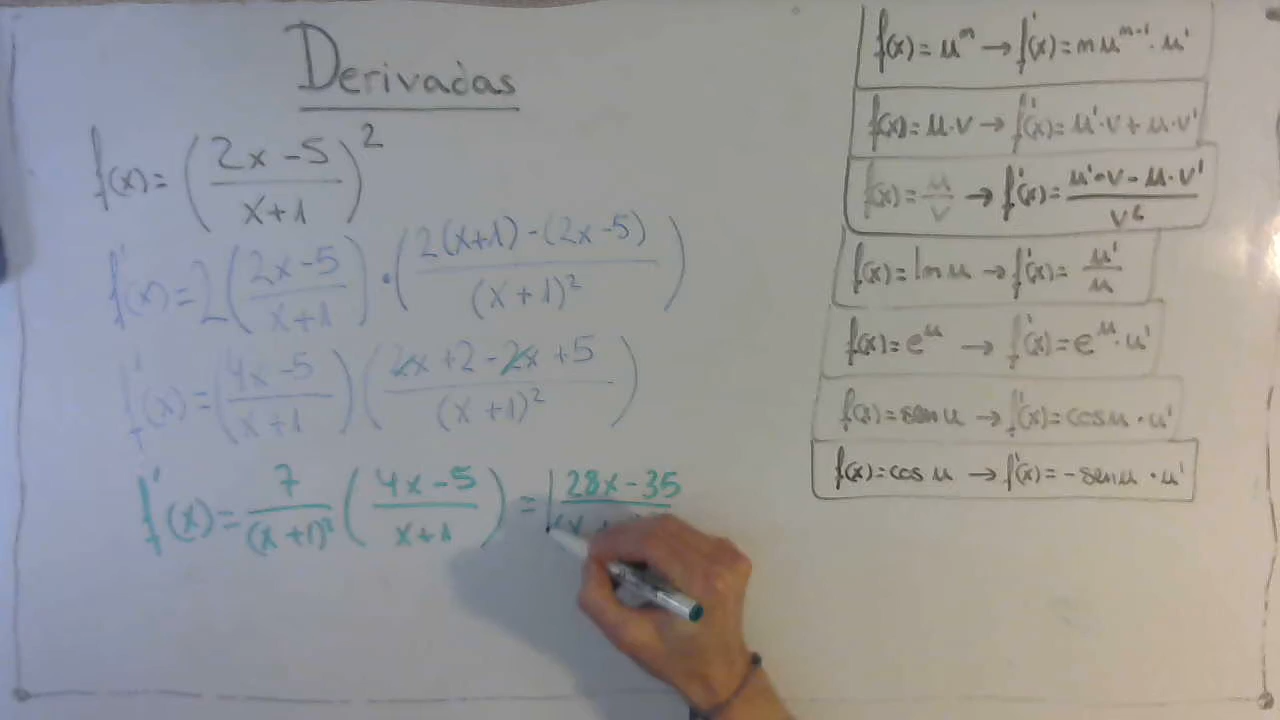 Derivadas
f(x)= (2x-5 / x+1)^2
f'(x)=2(2x-5 / x+1)·(2(x+1)-(2x-5) / (x+1)^2)
f'(x)=(4x-5 / x+1)(2x+2-2x+5 / (x+1)^2)
f'(x)= 7 / (x+1)^2 (4x-5 / x+1) = 28x-35
f(x)= u^n → f'(x)= n u^{n-1}·u'
f(x)= u·v → f'(x)= u'·v + u·v'
f(x)= u/v → f'(x)= u'·v - u·v' / v^2
f(x)= ln u → f'(x)= u'/u
f(x)= e^u → f'(x)= e^u·u'
f(x)= sen u → f'(x)= cos u · u'
f(x)= cos u → f'(x)= -sen u · u'